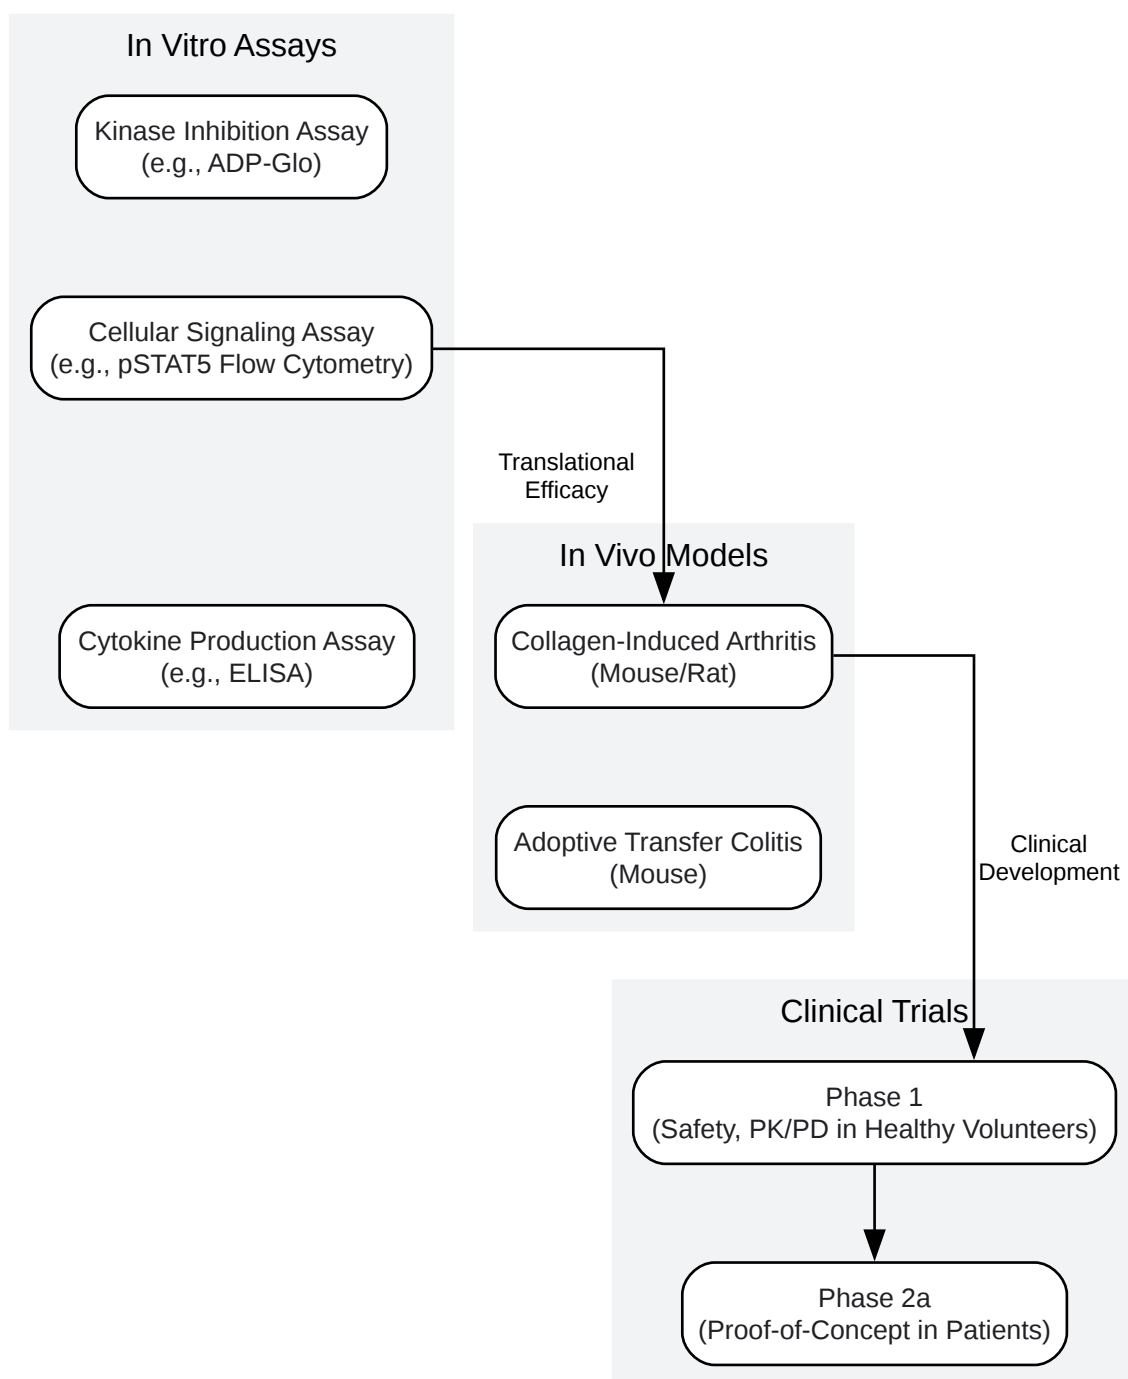 In Vitro Assays
Kinase Inhibition Assay
(e.g., ADP-Glo)
Cellular Signaling Assay
(e.g., pSTAT5 Flow Cytometry)
Cytokine Production Assay
(e.g., ELISA)
Translational
Efficacy
In Vivo Models
Collagen-Induced Arthritis
(Mouse/Rat)
Adoptive Transfer Colitis
(Mouse)
Clinical
Development
Clinical Trials
Phase 1
(Safety, PK/PD in Healthy Volunteers)
Phase 2a
(Proof-of-Concept in Patients)